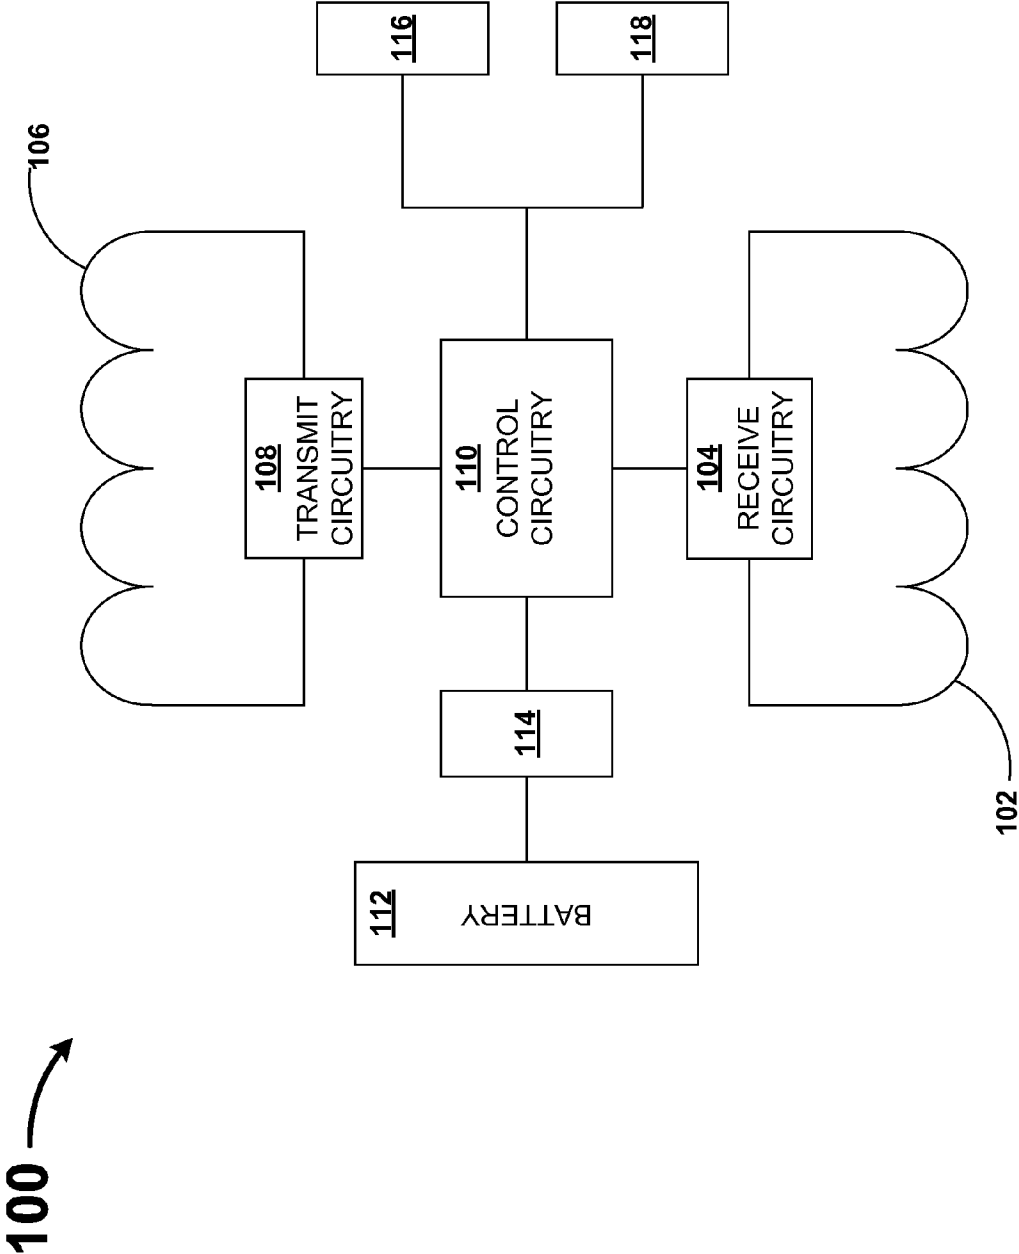 100
106
108
TRANSMIT
CIRCUITRY
112
BATTERY
114
110
CONTROL
CIRCUITRY
116
118
104
RECEIVE
CIRCUITRY
102